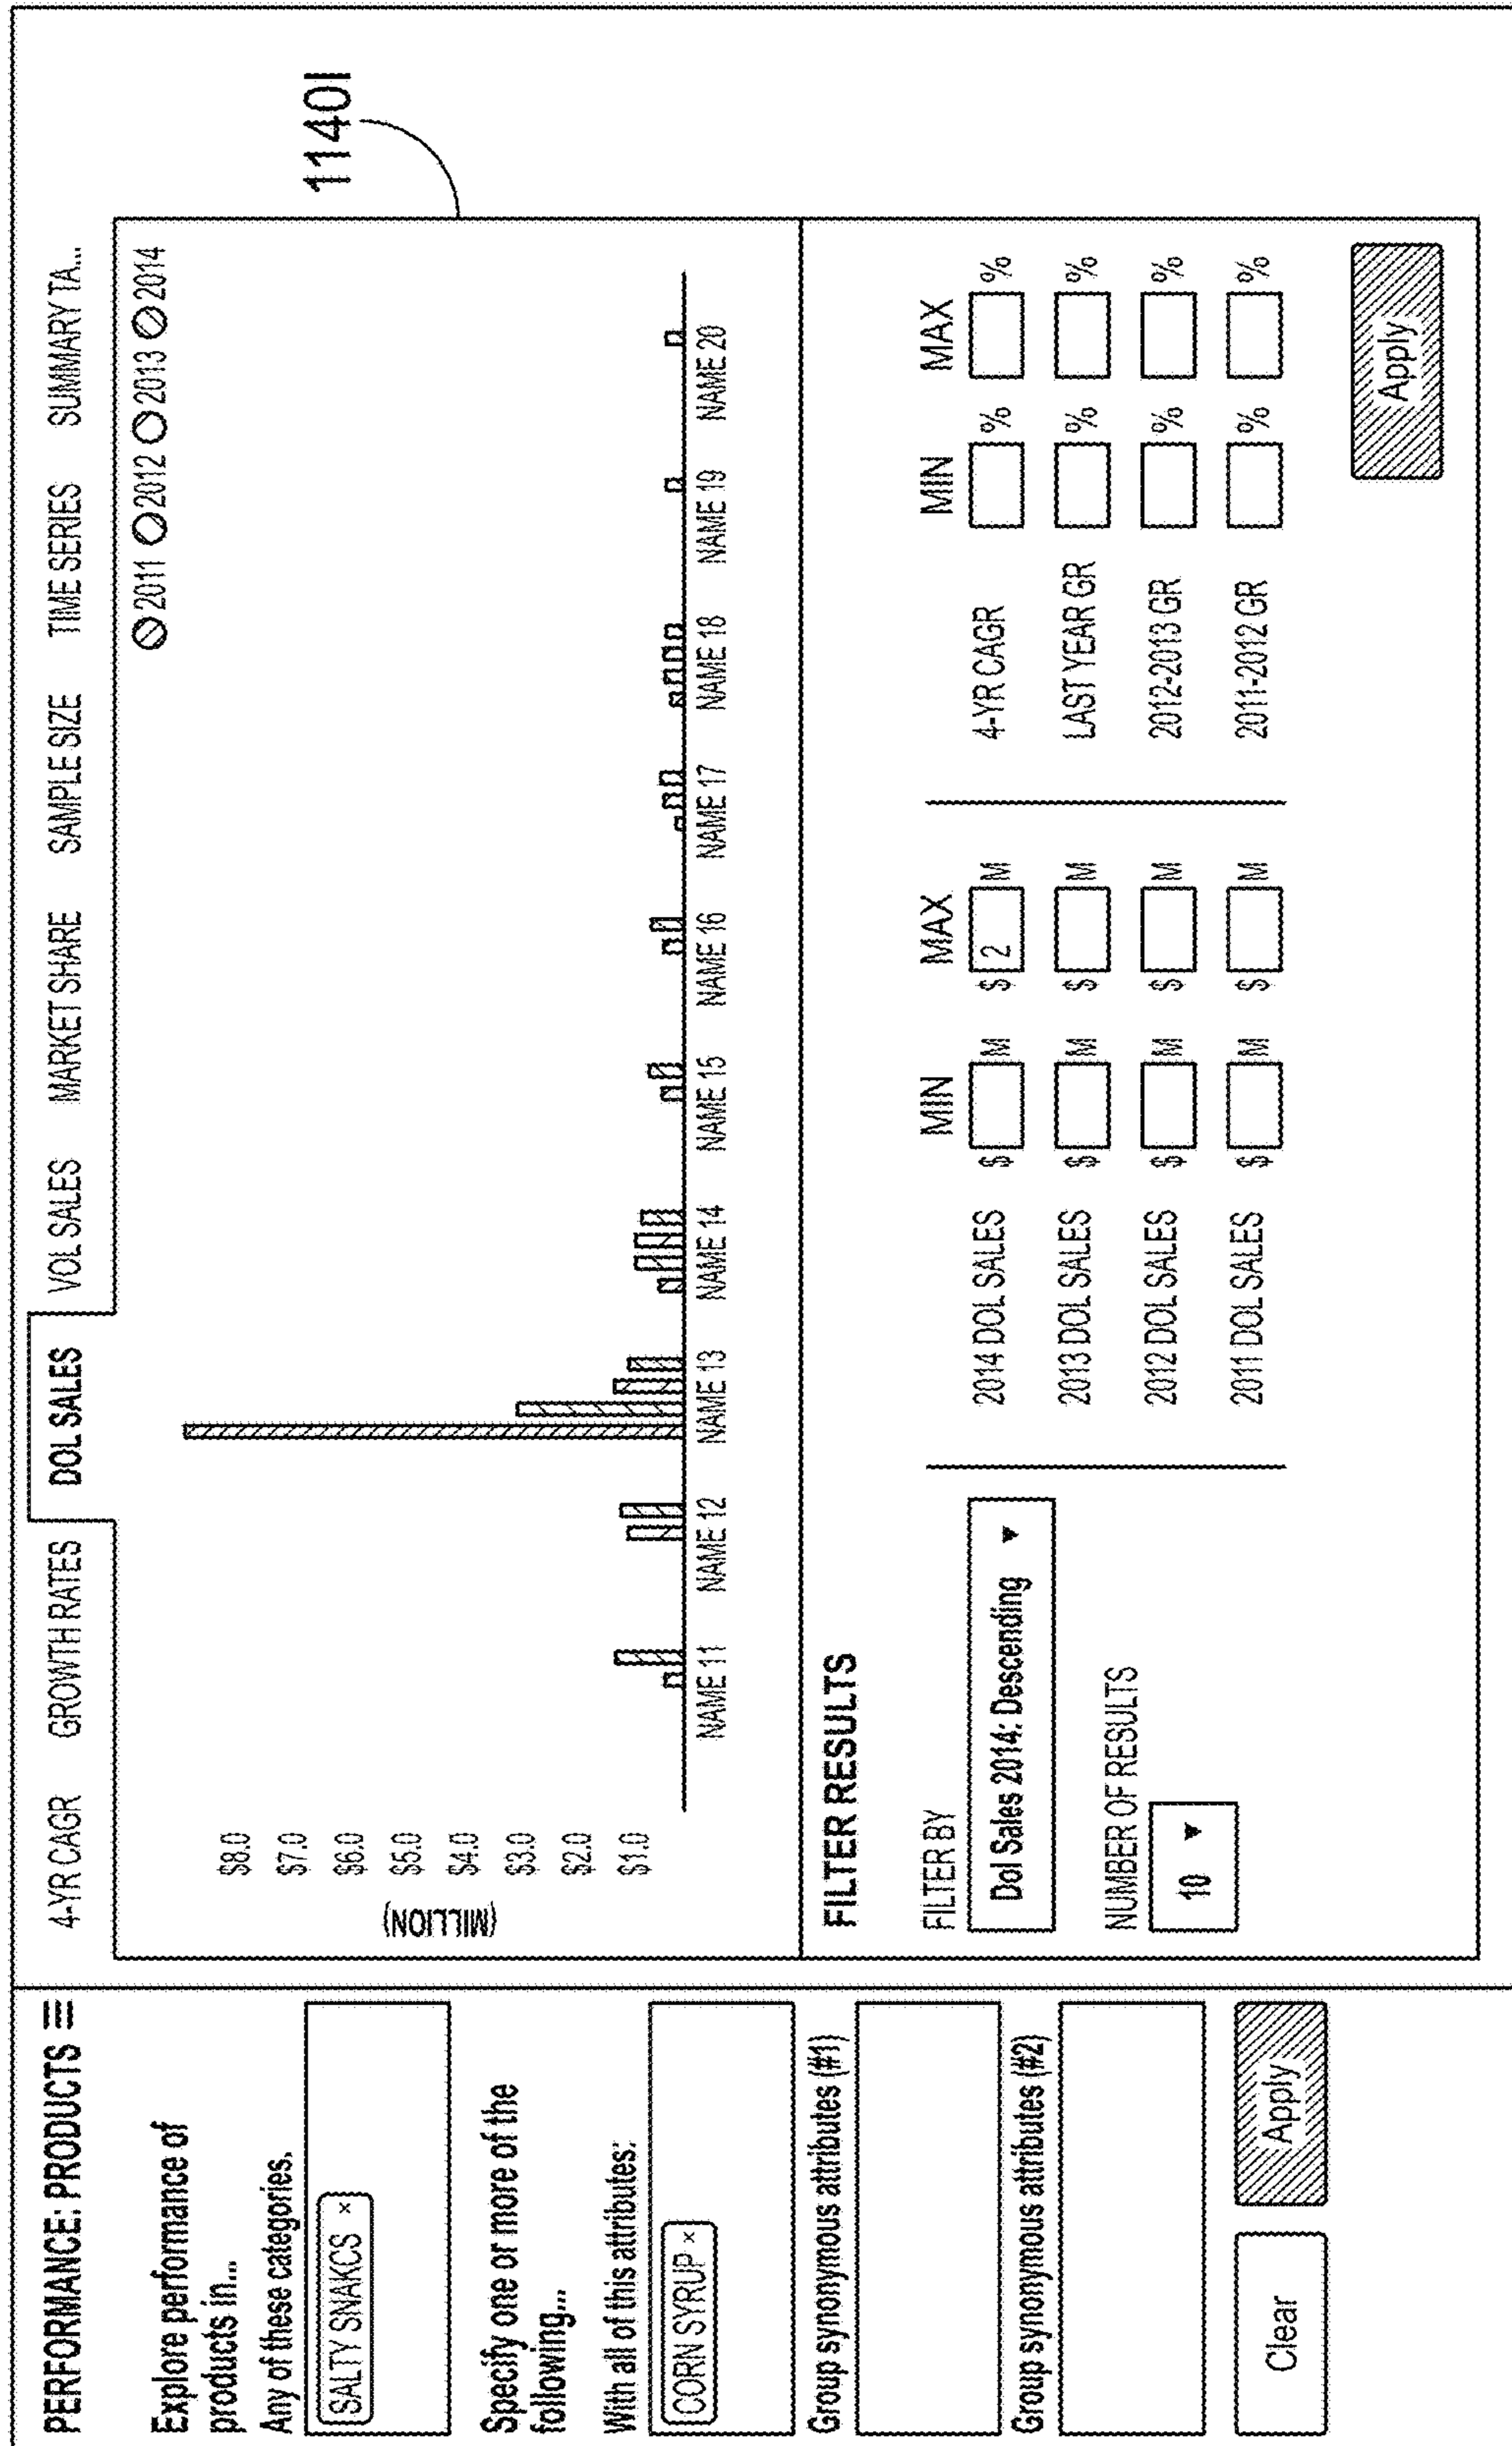 PERFORMANCE: PRODUCTS
Explore performance of
products in...
Any of these categories.
SALTY SNAKCS ×
Specify one or more of the
following...
With all of this attributes:
CORN SYRUP ×
Group synonymous attributes (#1)
Group synonymous attributes (#2)
Clear Apply
4-YR CAGR GROWTH RATES DOL SALES VOL SALES MARKET SHARE SAMPLE SIZE TIME SERIES SUMMARY TA...
2011 2012 2013 2014
1140I
(MILLION)
$8.0
$7.0
$6.0
$5.0
$4.0
$3.0
$2.0
$1.0
NAME 11 NAME 12 NAME 13 NAME 14 NAME 15 NAME 16 NAME 17 NAME 18 NAME 19 NAME 20
FILTER RESULTS
FILTER BY
Dol Sales 2014: Descending
NUMBER OF RESULTS
10
MIN MAX
2014 DOL SALES $ M $ 2 M
2013 DOL SALES $ M $ M
2012 DOL SALES $ M $ M
2011 DOL SALES $ M $ M
MIN MAX
4-YR CAGR % %
LAST YEAR GR % %
2012-2013 GR % %
2011-2012 GR % %
Apply